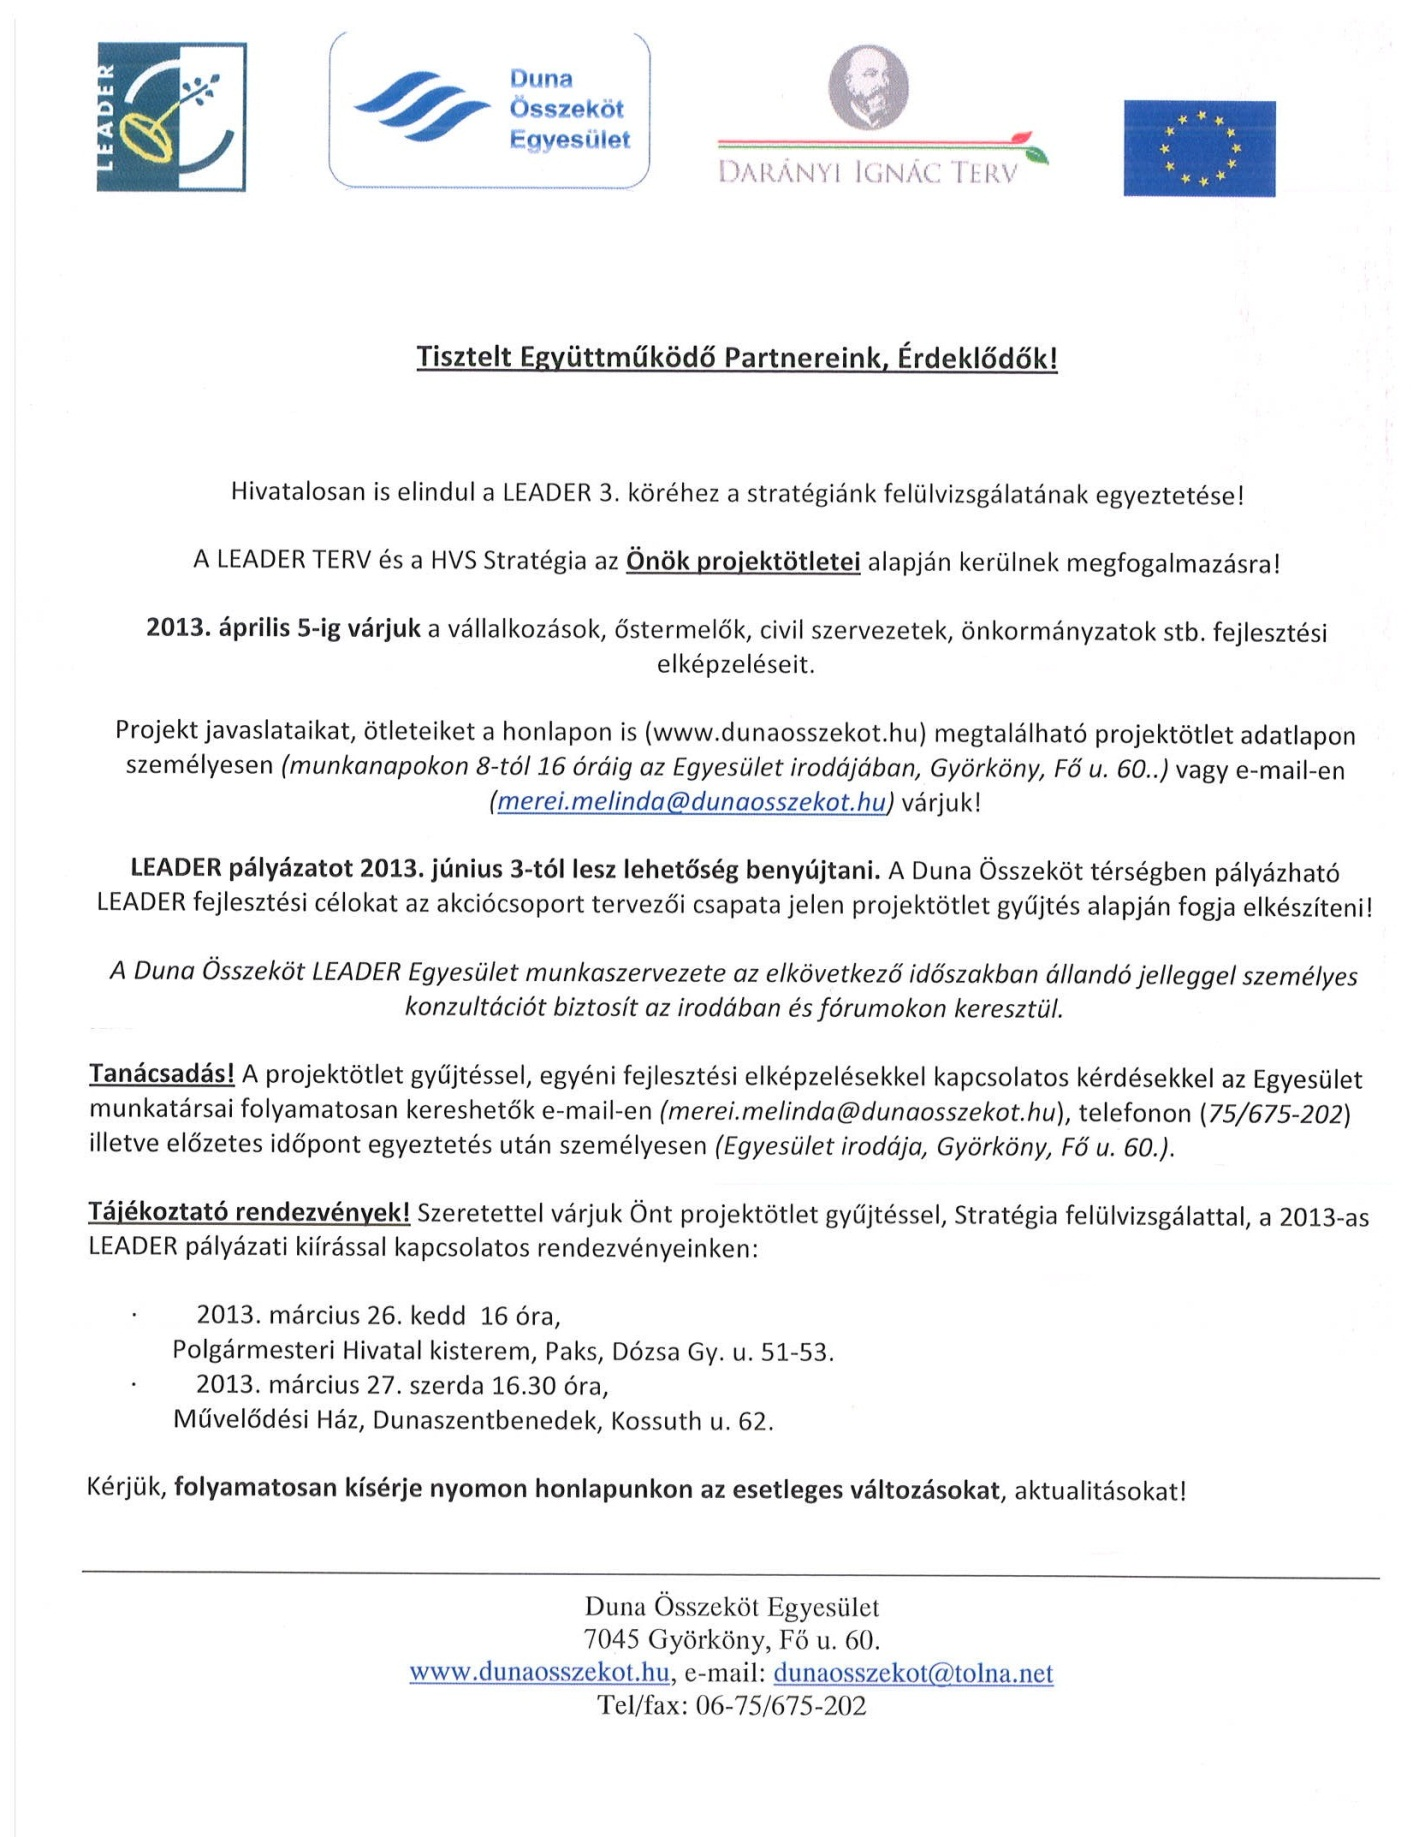 LEADER
Duna
Összeköt
Egyesület
DARÁNYI IGNÁC TERV
Tisztelt Együttműködő Partnereink, Érdeklődők!
Hivatalosan is elindul a LEADER 3. köréhez a stratégiánk felülvizsgálatának egyeztetése!
A LEADER TERV és a HVS Stratégia az Önök projektötletei alapján kerülnek megfogalmazásra!
2013. április 5-ig várjuk a vállalkozások, őstermelők, civil szervezetek, önkormányzatok stb. fejlesztési
elképzeléseit.
Projekt javaslataikat, ötleteiket a honlapon is (www.dunaosszekot.hu) megtalálható projektötlet adatlapon
személyesen (munkanapokon 8-tól 16 óráig az Egyesület irodájában, Györköny, Fő u. 60..) vagy e-mail-en
(merei.melinda@dunaosszekot.hu) várjuk!
LEADER pályázatot 2013. június 3-tól lesz lehetőség benyújtani. A Duna Összeköt térségben pályázható
LEADER fejlesztési célokat az akciócsoport tervezői csapata jelen projektötlet gyűjtés alapján fogja elkészíteni!
A Duna Összeköt LEADER Egyesület munkaszervezete az elkövetkező időszakban állandó jelleggel személyes
konzultációt biztosít az irodában és fórumokon keresztül.
Tanácsadás! A projektötlet gyűjtéssel, egyéni fejlesztési elképzelésekkel kapcsolatos kérdésekkel az Egyesület
munkatársai folyamatosan kereshetők e-mail-en (merei.melinda@dunaosszekot.hu), telefonon (75/675-202)
illetve előzetes időpont egyeztetés után személyesen (Egyesület irodája, Györköny, Fő u. 60.).
Tájékoztató rendezvények! Szeretettel várjuk Önt projektötlet gyűjtéssel, Stratégia felülvizsgálattal, a 2013-as
LEADER pályázati kiírással kapcsolatos rendezvényeinken:
· 2013. március 26. kedd 16 óra,
Polgármesteri Hivatal kisterem, Paks, Dózsa Gy. u. 51-53.
· 2013. március 27. szerda 16.30 óra,
Művelődési Ház, Dunaszentbenedek, Kossuth u. 62.
Kérjük, folyamatosan kísérje nyomon honlapunkon az esetleges változásokat, aktualitásokat!
Duna Összeköt Egyesület
7045 Györköny, Fő u. 60.
www.dunaosszekot.hu, e-mail: dunaosszekot@tolna.net
Tel/fax: 06-75/675-202